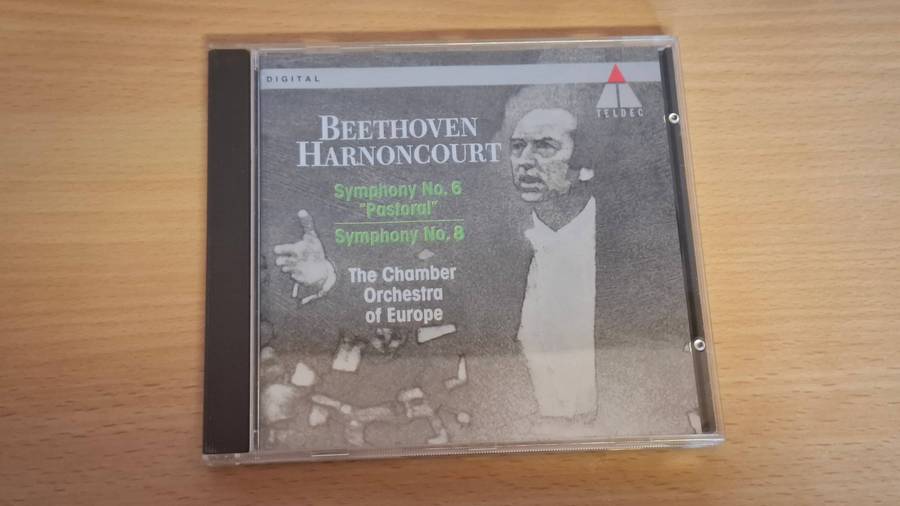 DIGITAL
TELDEC
BEETHOVEN
HARNONCOURT
Symphony No. 6
"Pastoral"
Symphony No. 8
The Chamber
Orchestra
of Europe